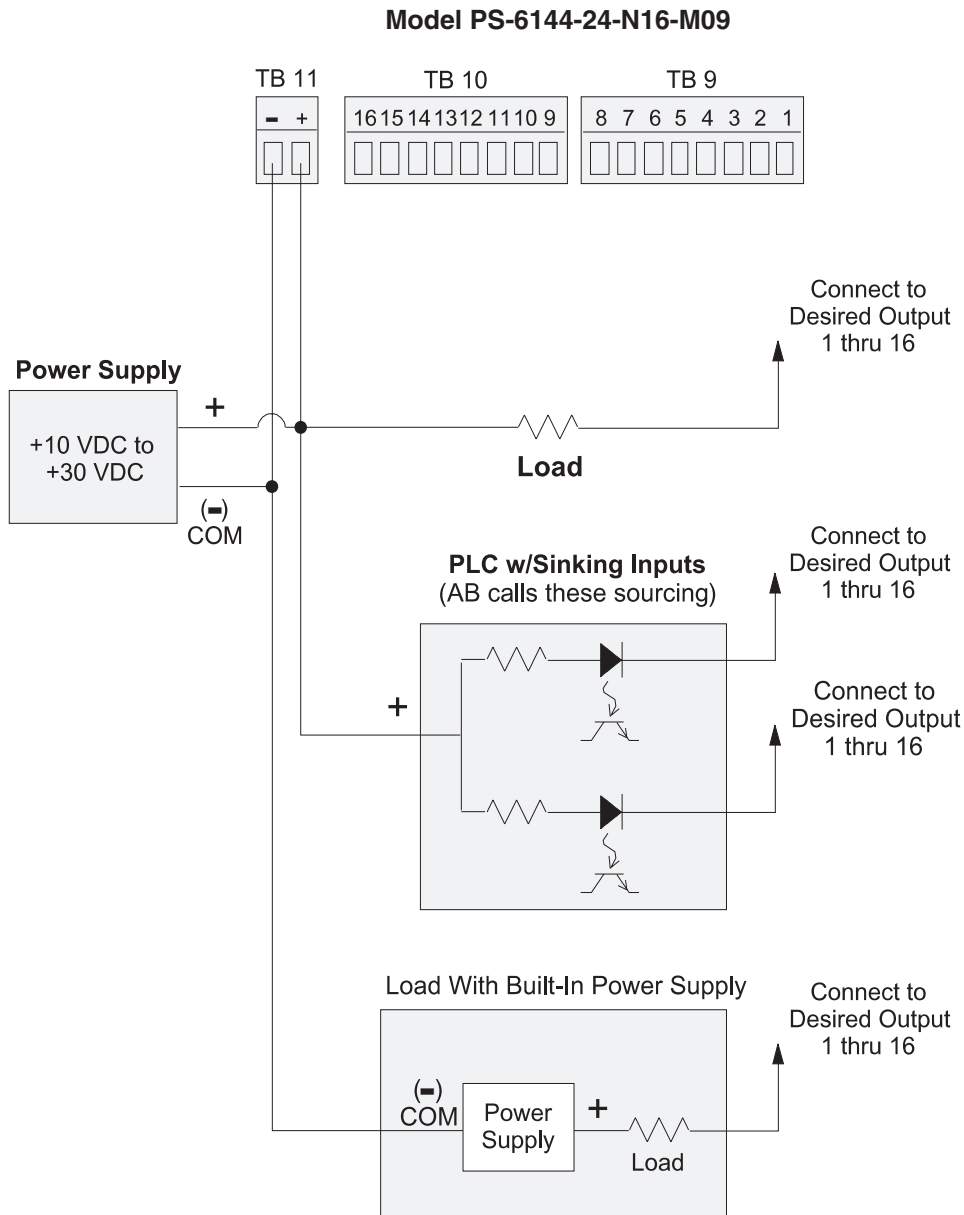 Model PS-6144-24-N16-M09
TB 11
TB 10
TB 9
- +
16 15 14 13 12 11 10 9
8 7 6 5 4 3 2 1
Connect to
Desired Output
1 thru 16
Power Supply
+10 VDC to
+30 VDC
+
(-)
COM
Load
PLC w/Sinking Inputs
(AB calls these sourcing)
+
Connect to
Desired Output
1 thru 16
Connect to
Desired Output
1 thru 16
Load With Built-In Power Supply
(-)
COM
Power
Supply
+
Load
Connect to
Desired Output
1 thru 16